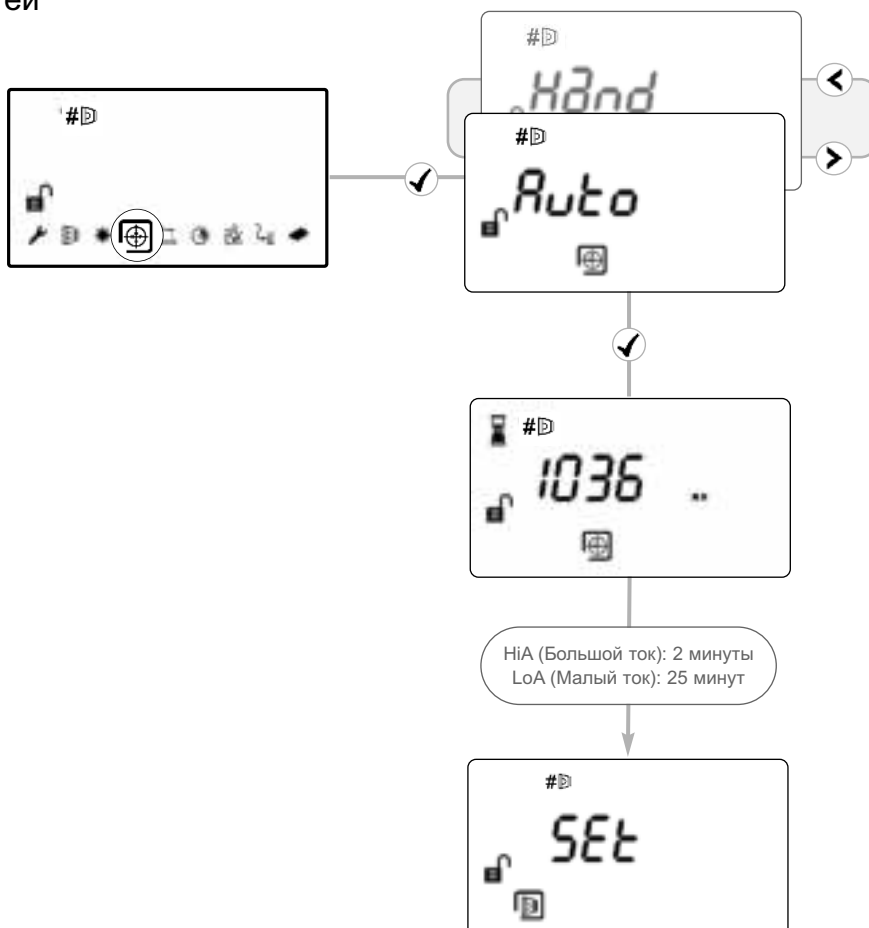 ей
#
Hand
#
#
Auto
#
1036 ..
HiA (Большой ток): 2 минуты
LoA (Малый ток): 25 минут
#
SEt